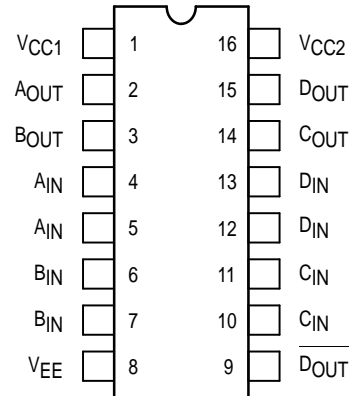 VCC1 1 16 VCC2
AOUT 2 15 DOUT
BOUT 3 14 COUT
AIN 4 13 DIN
AIN 5 12 DIN
BIN 6 11 CIN
BIN 7 10 CIN
VEE 8 9 D̅O̅U̅T̅